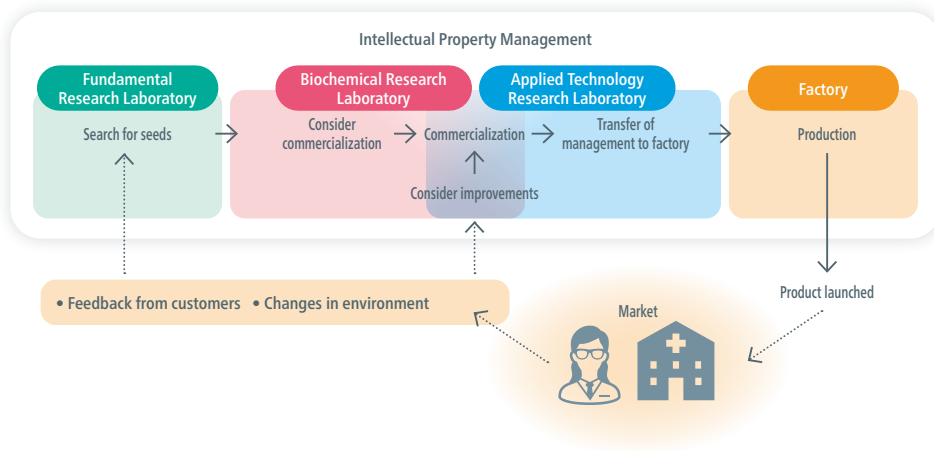 Intellectual Property Management
Fundamental
Research Laboratory
Biochemical Research
Laboratory
Applied Technology
Research Laboratory
Factory
Search for seeds
Consider
commercialization
Commercialization
Transfer of
management to factory
Production
Consider improvements
• Feedback from customers • Changes in environment
Product launched
Market